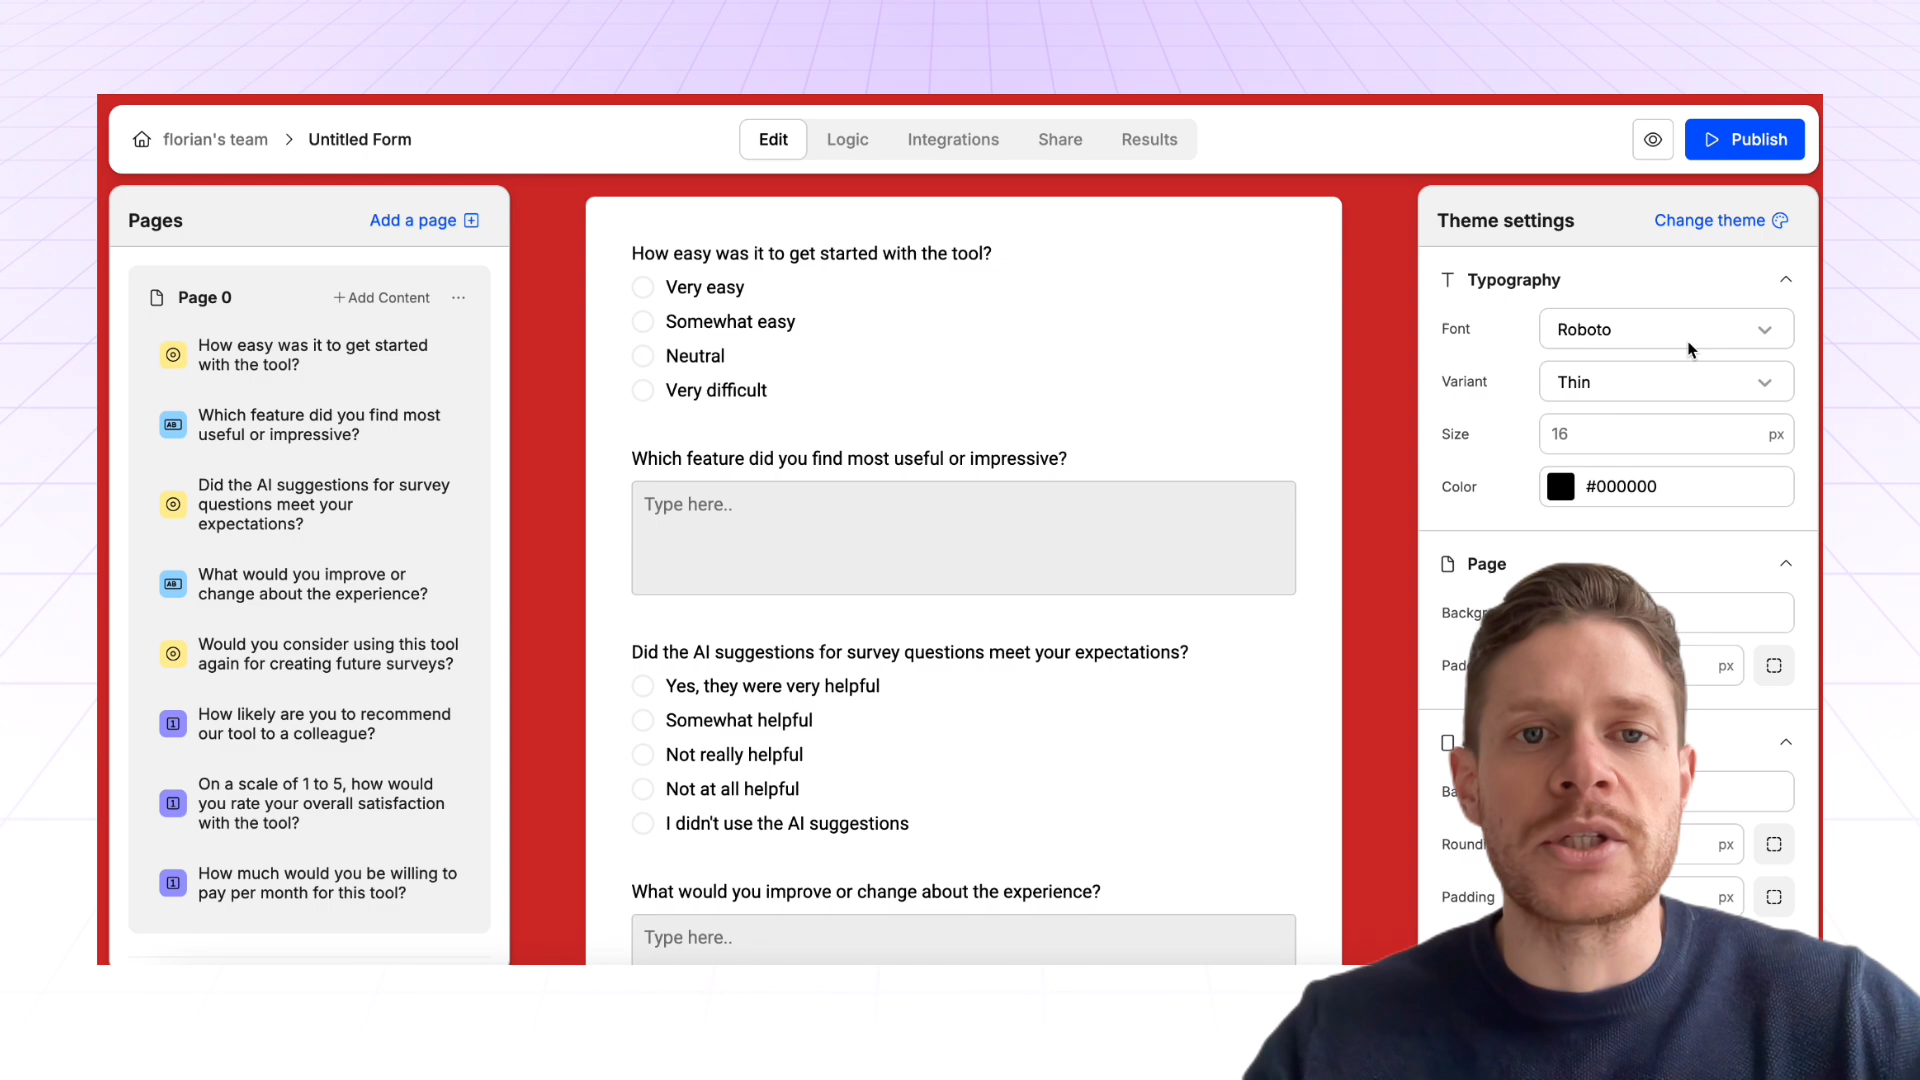 florian's team > Untitled Form
Edit
Logic
Integrations
Share
Results
Publish
Pages
Add a page
Page 0
+ Add Content
...
How easy was it to get started
with the tool?
AB
Which feature did you find most
useful or impressive?
Did the AI suggestions for survey
questions meet your
expectations?
AB
What would you improve or
change about the experience?
Would you consider using this tool
again for creating future surveys?
1
How likely are you to recommend
our tool to a colleague?
1
On a scale of 1 to 5, how would
you rate your overall satisfaction
with the tool?
1
How much would you be willing to
pay per month for this tool?
How easy was it to get started with the tool?
Very easy
Somewhat easy
Neutral
Very difficult
Which feature did you find most useful or impressive?
Type here..
Did the AI suggestions for survey questions meet your expectations?
Yes, they were very helpful
Somewhat helpful
Not really helpful
Not at all helpful
I didn't use the AI suggestions
What would you improve or change about the experience?
Type here..
Theme settings
Change theme
Typography
Font
Roboto
Variant
Thin
Size
16 px
Color
#000000
Page
px
px
Padding
px